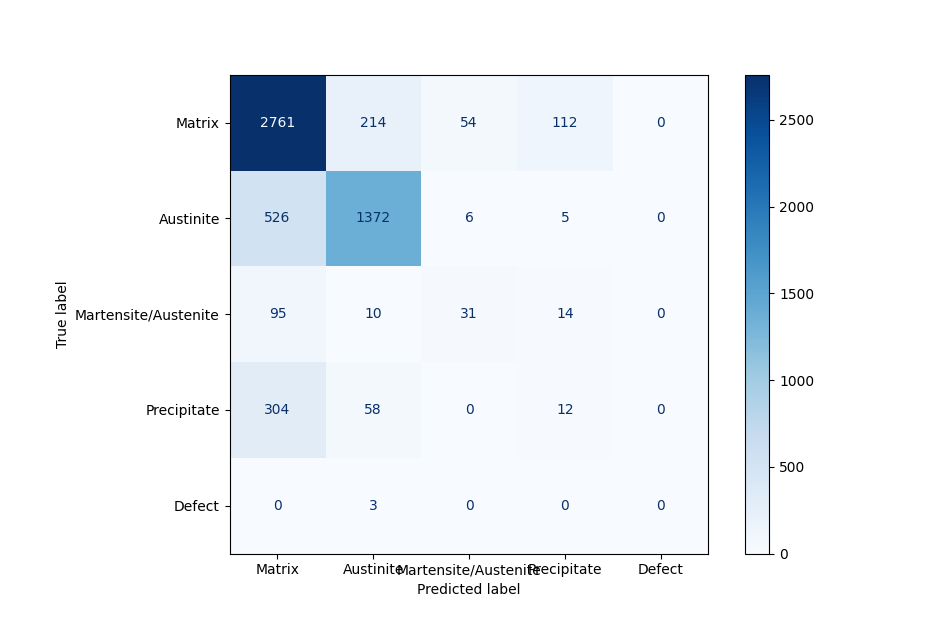 Matrix 2761 214 54 112 0
Austinite 526 1372 6 5 0
Martensite/Austenite 95 10 31 14 0
Precipitate 304 58 0 12 0
Defect 0 3 0 0 0
True label
Matrix Austinite Martensite/Austenite Precipitate Defect
Predicted label
2500
2000
1500
1000
500
0